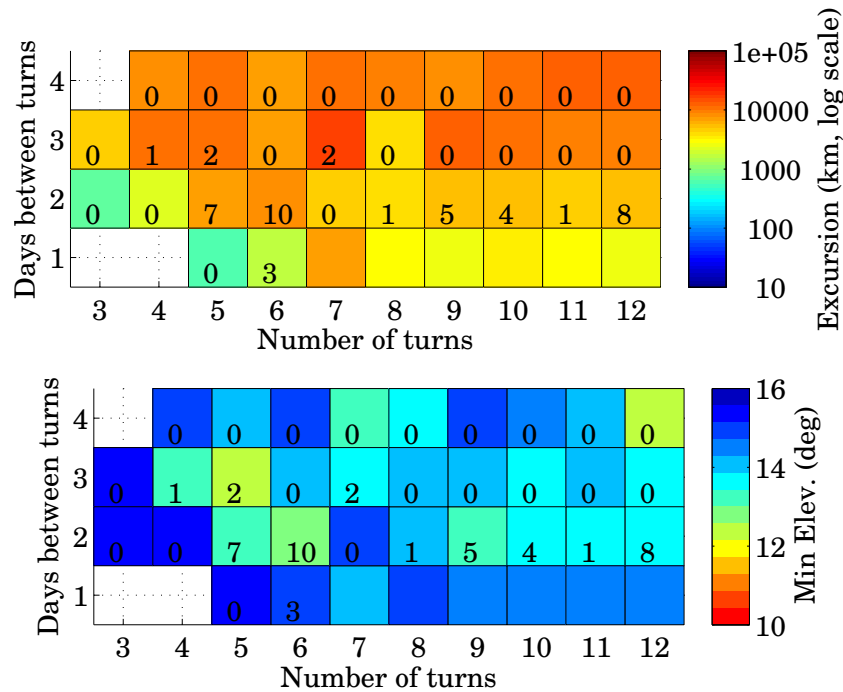 Days between turns
4
0 0 0 0 0 0 0 0 0
3
0 1 2 0 2 0 0 0 0 0
2
0 0 7 10 0 1 5 4 1 8
1
0 3
3 4 5 6 7 8 9 10 11 12
Number of turns
1e+05
10000
1000
100
10
Excursion (km, log scale)
Days between turns
4
0 0 0 0 0 0 0 0 0
3
0 1 2 0 2 0 0 0 0 0
2
0 0 7 10 0 1 5 4 1 8
1
0 3
3 4 5 6 7 8 9 10 11 12
Number of turns
16
14
12
10
Min Elev. (deg)